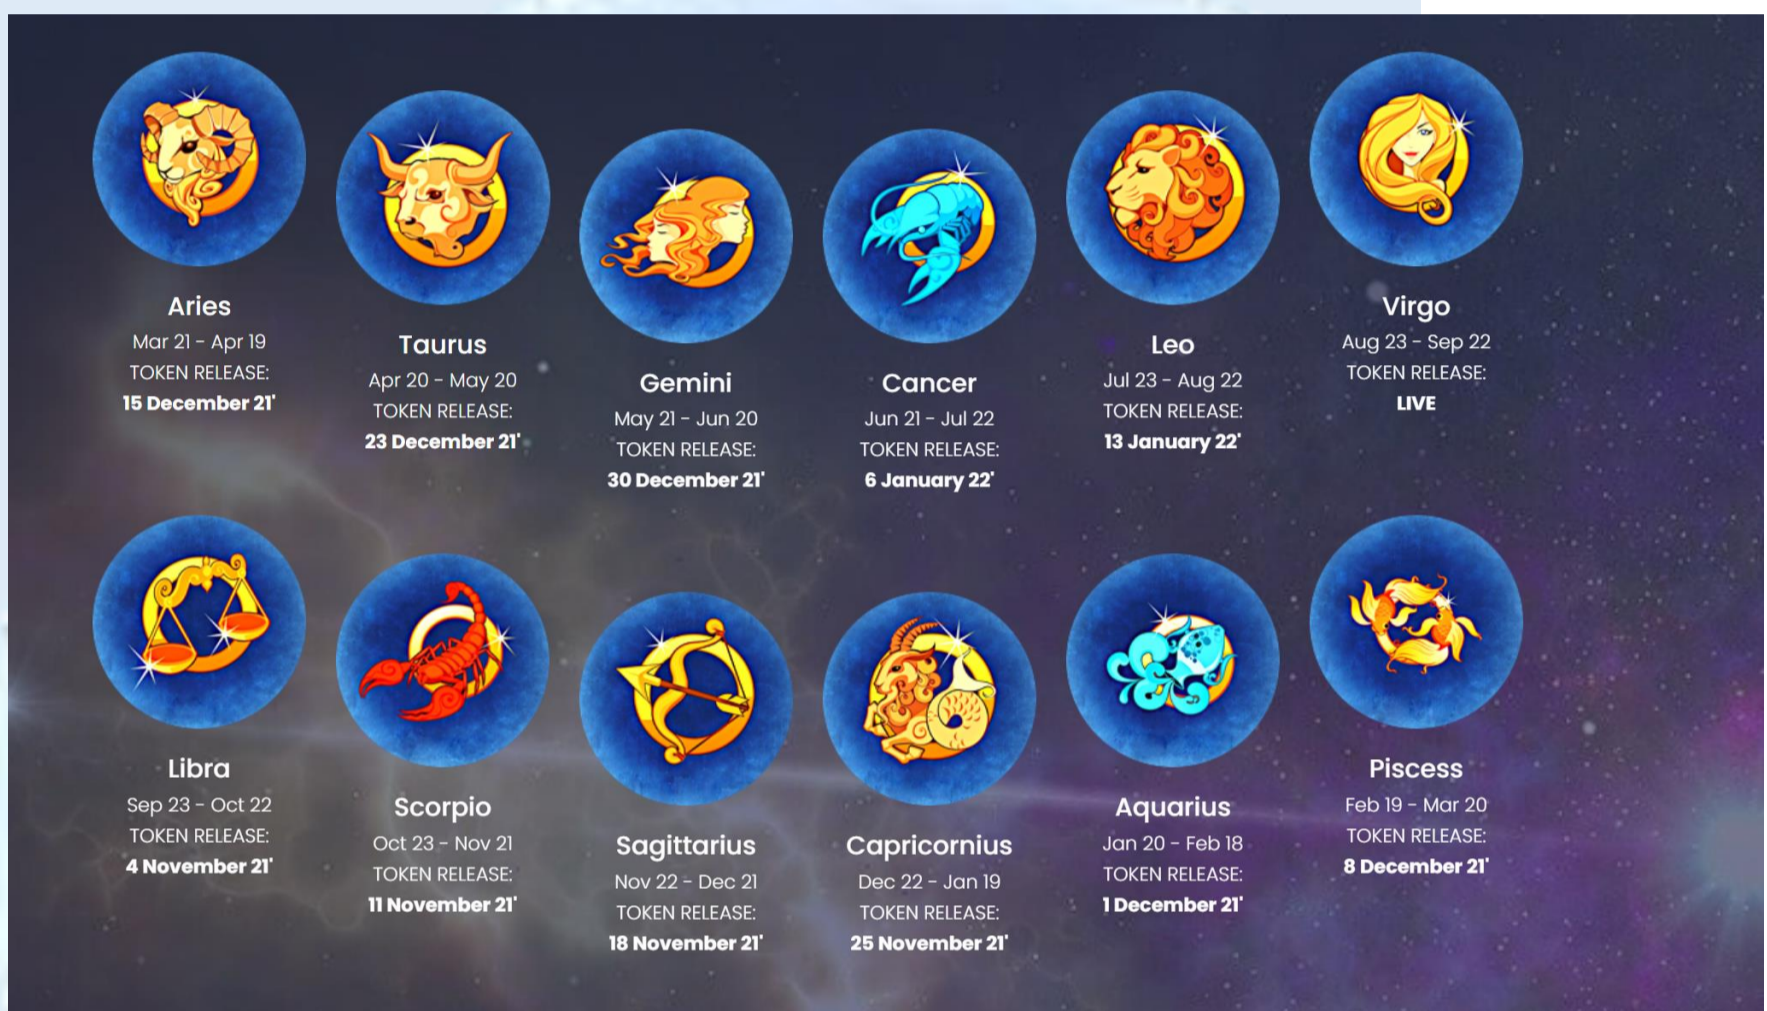 Aries
Mar 21 - Apr 19
TOKEN RELEASE:
15 December 21'
Taurus
Apr 20 - May 20
TOKEN RELEASE:
23 December 21'
Gemini
May 21 - Jun 20
TOKEN RELEASE:
30 December 21'
Cancer
Jun 21 - Jul 22
TOKEN RELEASE:
6 January 22'
Leo
Jul 23 - Aug 22
TOKEN RELEASE:
13 January 22'
Virgo
Aug 23 - Sep 22
TOKEN RELEASE:
LIVE
Libra
Sep 23 - Oct 22
TOKEN RELEASE:
4 November 21'
Scorpio
Oct 23 - Nov 21
TOKEN RELEASE:
11 November 21'
Sagittarius
Nov 22 - Dec 21
TOKEN RELEASE:
18 November 21'
Capricornius
Dec 22 - Jan 19
TOKEN RELEASE:
25 November 21'
Aquarius
Jan 20 - Feb 18
TOKEN RELEASE:
1 December 21'
Piscess
Feb 19 - Mar 20
TOKEN RELEASE:
8 December 21'